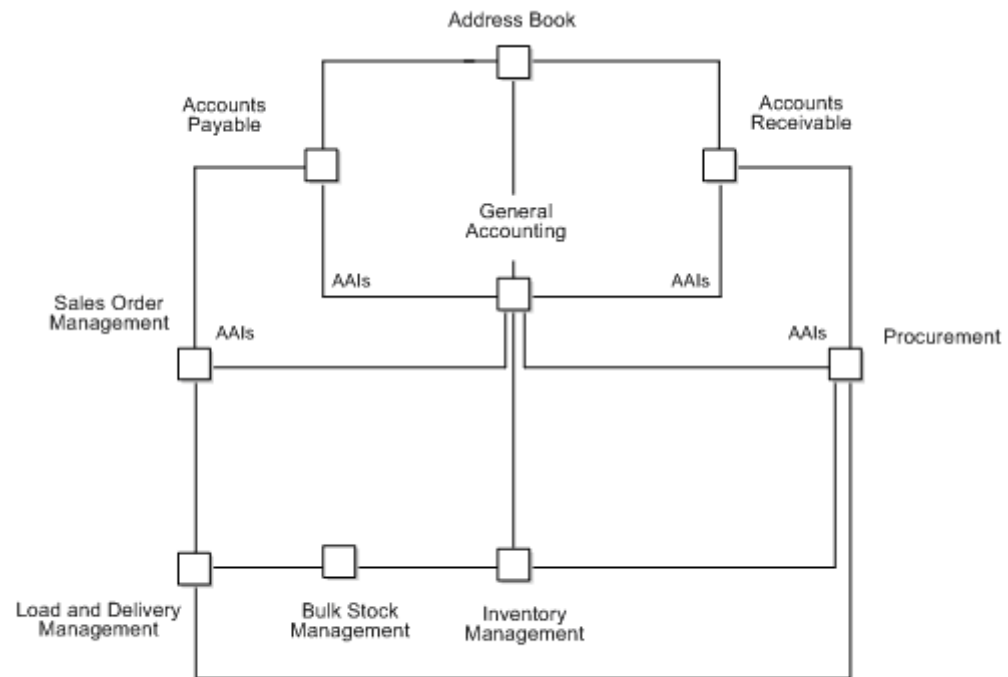 Address Book
Accounts
Payable
Accounts
Receivable
General
Accounting
AAIs
AAIs
Sales Order
Management
AAIs
AAIs
Procurement
Load and Delivery
Management
Bulk Stock
Management
Inventory
Management